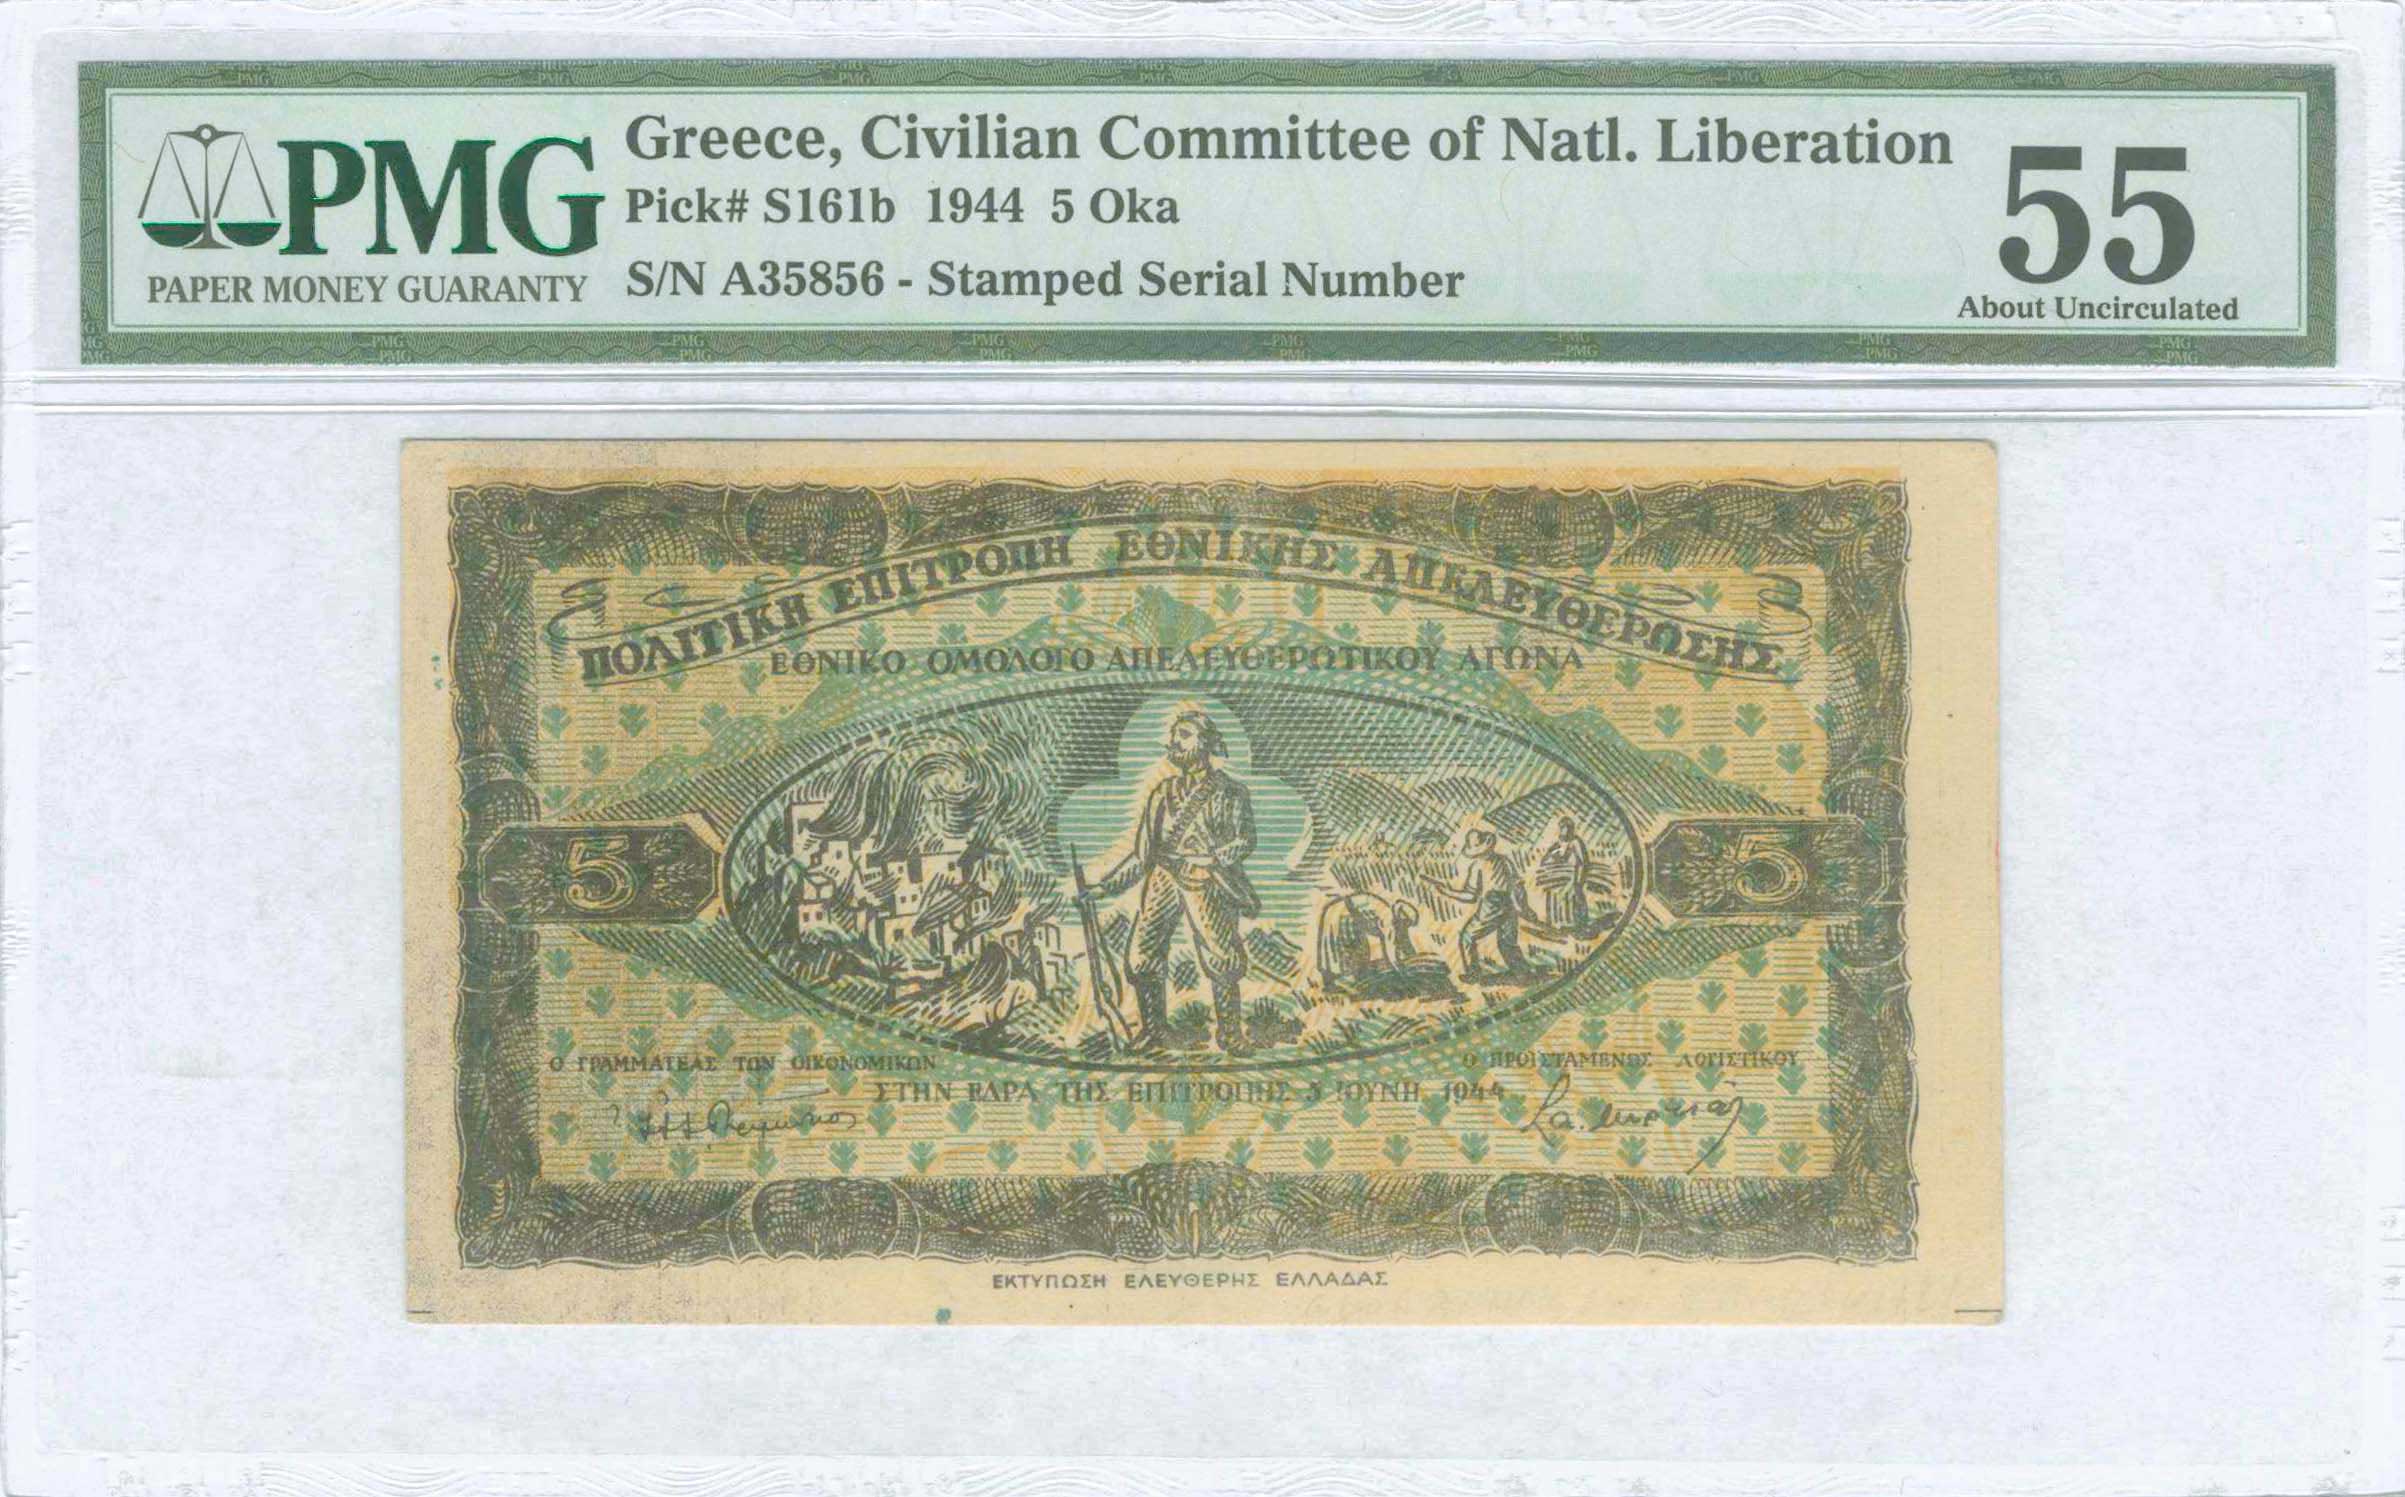 PMG
PAPER MONEY GUARANTY
Greece, Civilian Committee of Natl. Liberation
Pick# S161b 1944 5 Oka
S/N A35856 - Stamped Serial Number
55
About Uncirculated
ΠΟΛΙΤΙΚΗ ΕΠΙΤΡΟΠΗ ΕΘΝΙΚΗΣ ΑΠΕΛΕΥΘΕΡΩΣΗΣ
ΕΘΝΙΚΟ ΟΜΟΛΟΓΟ ΑΠΕΛΕΥΘΕΡΩΤΙΚΟΥ ΑΓΩΝΑ
5
5
Ο ΓΡΑΜΜΑΤΕΑΣ ΤΩΝ ΟΙΚΟΝΟΜΙΚΩΝ
Ο ΠΡΟΪΣΤΑΜΕΝΟΣ ΛΟΓΙΣΤΙΚΟΥ
ΣΤΗΝ ΕΔΡΑ ΤΗΣ ΕΠΙΤΡΟΠΗΣ 5 ΙΟΥΝΗ 1944
ΕΚΤΥΠΩΣΗ ΕΛΕΥΘΕΡΗΣ ΕΛΛΑΔΑΣ